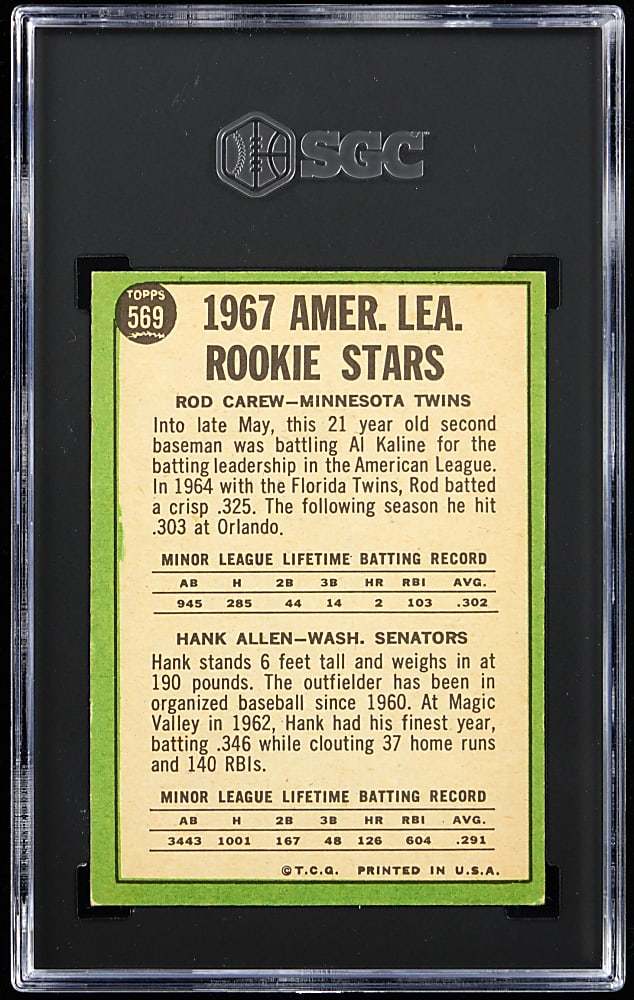 SGC
TOPPS
569
1967 AMER. LEA.
ROOKIE STARS
ROD CAREW—MINNESOTA TWINS
Into late May, this 21 year old second
baseman was battling Al Kaline for the
batting leadership in the American League.
In 1964 with the Florida Twins, Rod batted
a crisp .325. The following season he hit
.303 at Orlando.
MINOR LEAGUE LIFETIME BATTING RECORD
AB H 2B 3B HR RBI AVG.
945 285 44 14 2 103 .302
HANK ALLEN—WASH. SENATORS
Hank stands 6 feet tall and weighs in at
190 pounds. The outfielder has been in
organized baseball since 1960. At Magic
Valley in 1962, Hank had his finest year,
batting .346 while clouting 37 home runs
and 140 RBIs.
MINOR LEAGUE LIFETIME BATTING RECORD
AB H 2B 3B HR RBI AVG.
3443 1001 167 48 126 604 .291
©T.C.G. PRINTED IN U.S.A.